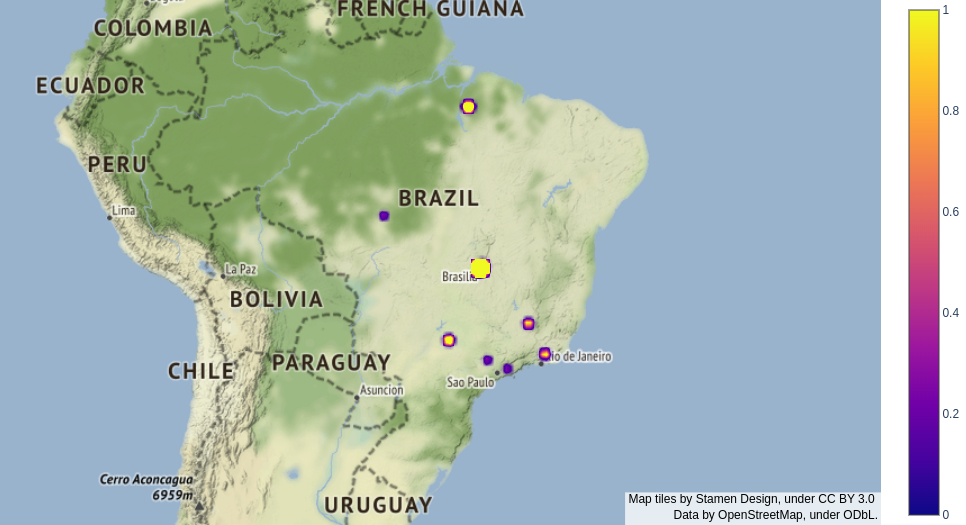 FRENCH GUIANA
COLOMBIA
ECUADOR
PERU
BRAZIL
Lima
La Paz
Brasilia
BOLIVIA
CHILE
PARAGUAY
Rio de Janeiro
Sao Paulo
Asuncion
Cerro Aconcagua
6959m
URUGUAY
Map tiles by Stamen Design, under CC BY 3.0
Data by OpenStreetMap, under ODbL.
1
0.8
0.6
0.4
0.2
0